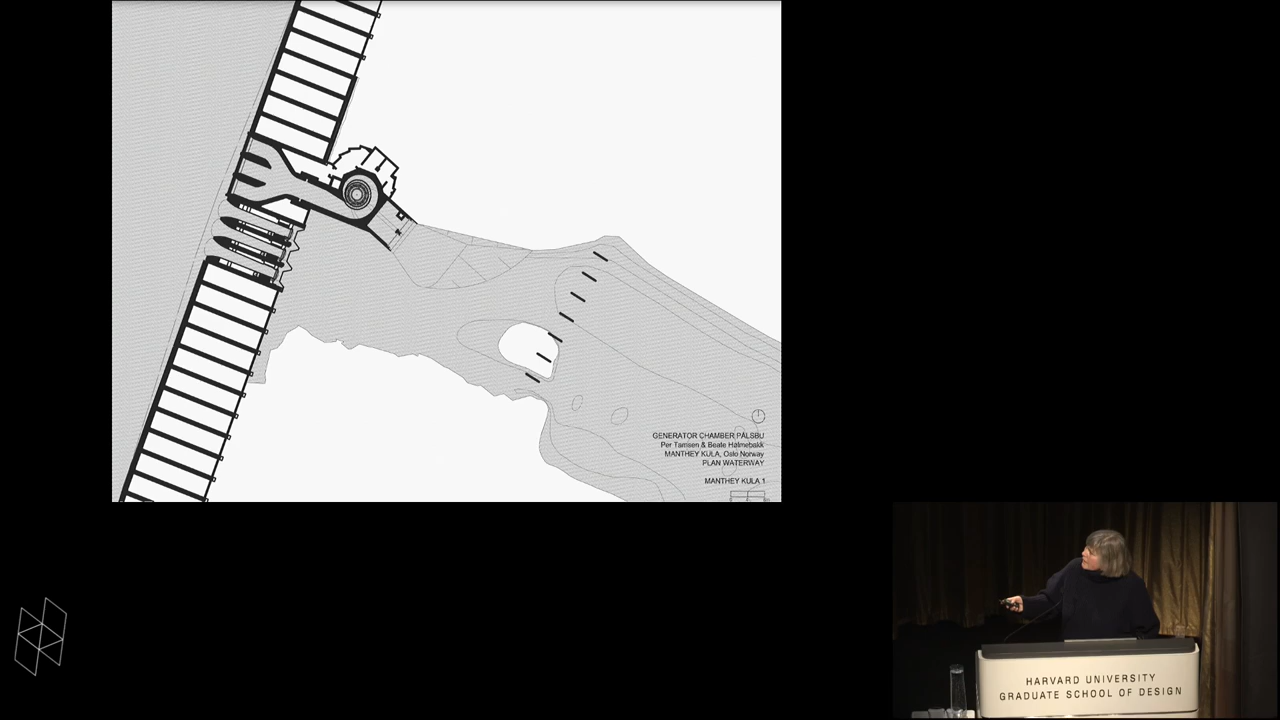 GENERATOR CHAMBER PÅLSBU
Per Tamsen & Beate Hølmebakk
MANTHEY KULA, Oslo Norway
PLAN WATERWAY
MANTHEY KULA 1
HARVARD UNIVERSITY
GRADUATE SCHOOL OF DESIGN